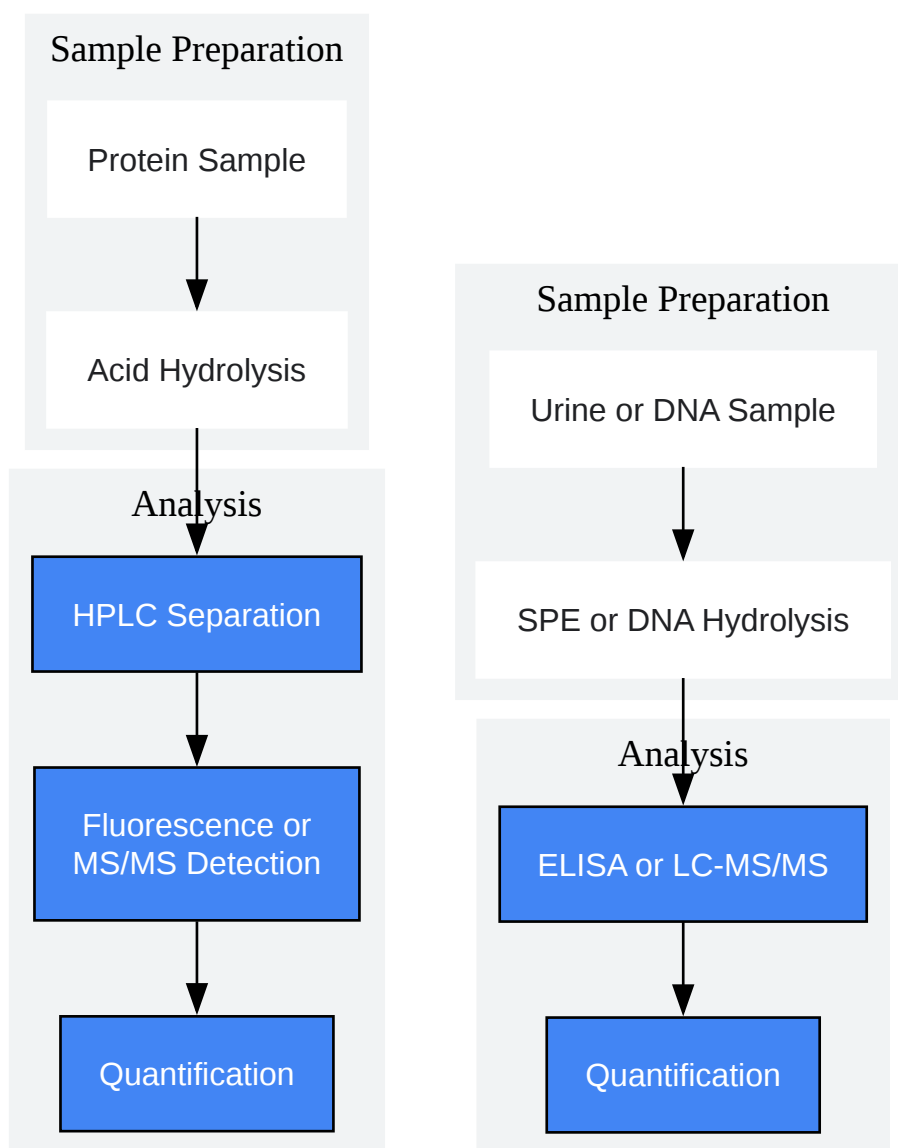 Sample Preparation
Protein Sample
Acid Hydrolysis
Analysis
HPLC Separation
Fluorescence or
MS/MS Detection
Quantification
Sample Preparation
Urine or DNA Sample
SPE or DNA Hydrolysis
Analysis
ELISA or LC-MS/MS
Quantification